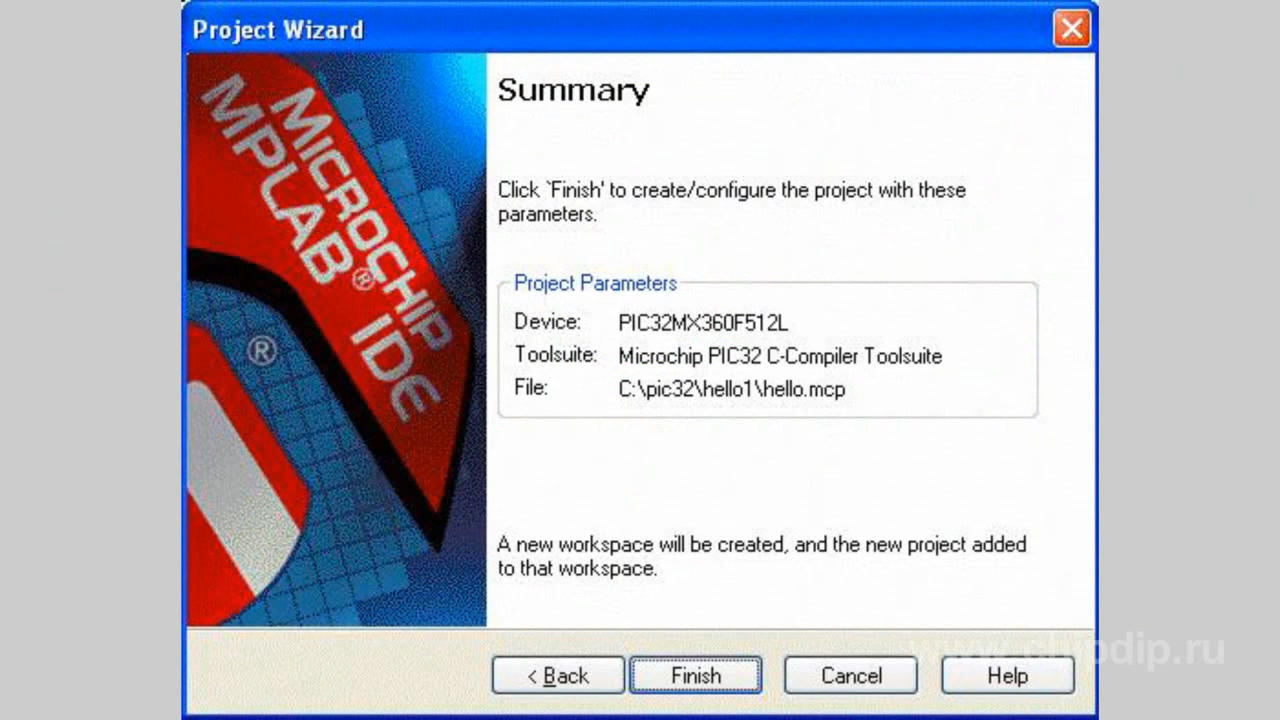 Project Wizard
MICROCHIP
MPLAB® IDE
®
Summary
Click `Finish' to create/configure the project with these
parameters.
Project Parameters
Device: PIC32MX360F512L
Toolsuite: Microchip PIC32 C-Compiler Toolsuite
File: C:\pic32\hello1\hello.mcp
A new workspace will be created, and the new project added
to that workspace.
< Back Finish Cancel Help